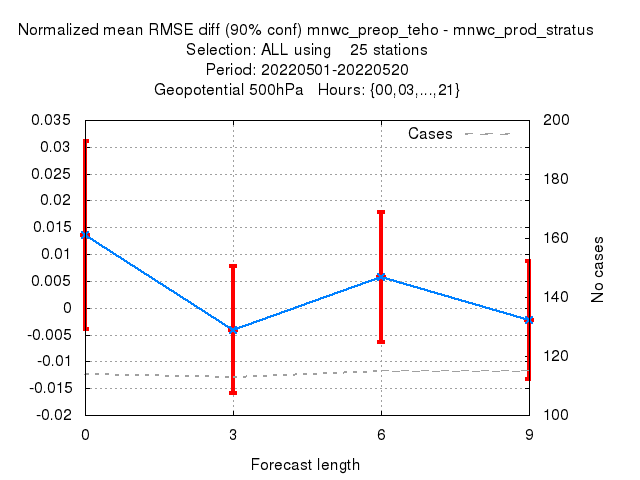 Normalized mean RMSE diff (90% conf) mnwc_preop_teho - mnwc_prod_stratus
Selection: ALL using    25 stations
Period: 20220501-20220520
Geopotential 500hPa   Hours: {00,03,...,21}
0.035
0.03
0.025
0.02
0.015
0.01
0.005
0
-0.005
-0.01
-0.015
-0.02
Cases
200
180
160
140
120
100
No cases
0 3 6 9
Forecast length